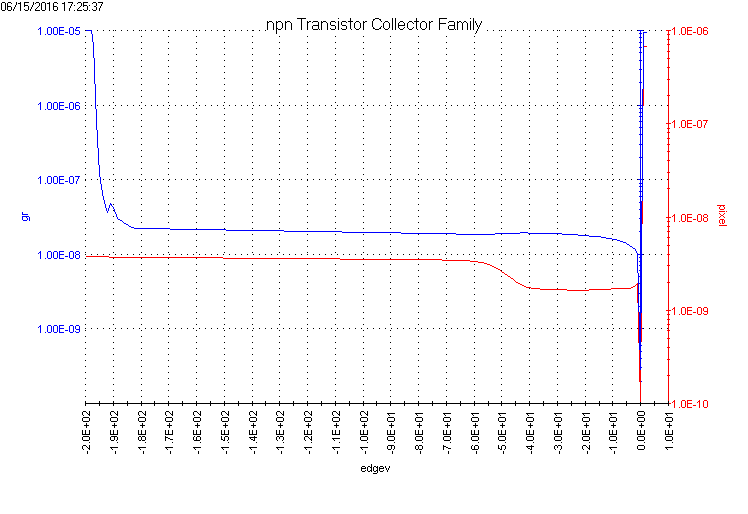 06/15/2016 17:25:37
npn Transistor Collector Family
1.00E-05
1.00E-06
1.00E-07
1.00E-08
1.00E-09
gr
1.0E-06
1.0E-07
1.0E-08
1.0E-09
1.0E-10
pixel
-2.0E+02
-1.9E+02
-1.8E+02
-1.7E+02
-1.6E+02
-1.5E+02
-1.4E+02
-1.3E+02
-1.2E+02
-1.1E+02
-1.0E+02
-9.0E+01
-8.0E+01
-7.0E+01
-6.0E+01
-5.0E+01
-4.0E+01
-3.0E+01
-2.0E+01
-1.0E+01
0.0E+00
1.0E+01
edgev